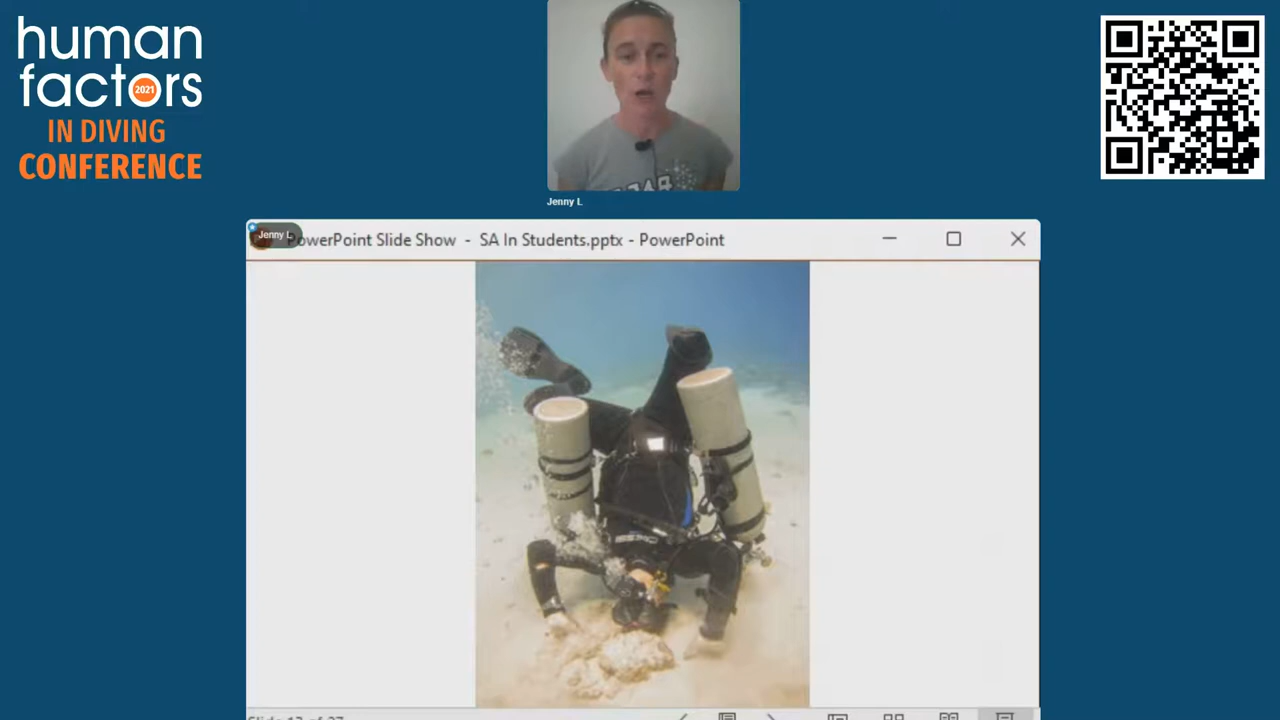 human
factors
2021
IN DIVING
CONFERENCE
Jenny L
Jenny L
PowerPoint Slide Show - SA In Students.pptx - PowerPoint